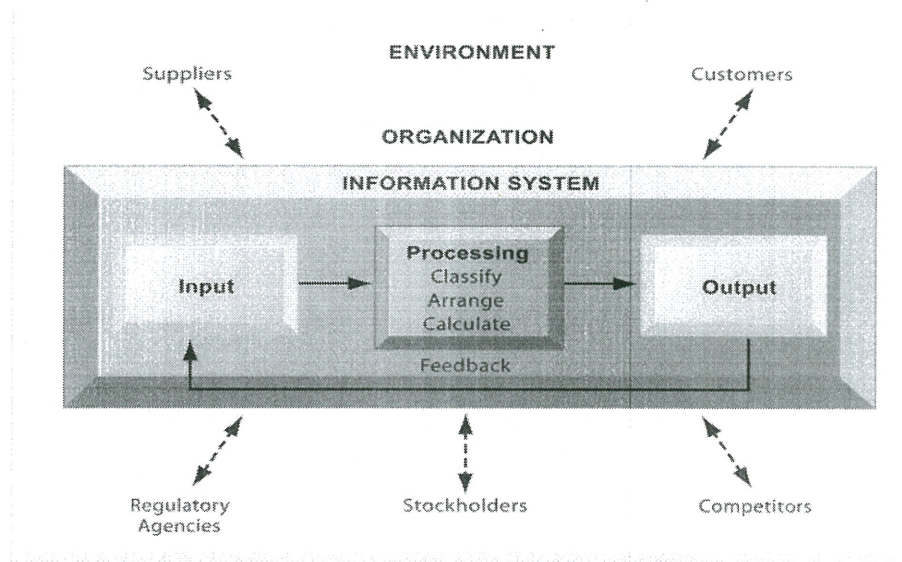 ENVIRONMENT
Suppliers
Customers
ORGANIZATION
INFORMATION SYSTEM
Input
Processing
Classify
Arrange
Calculate
Output
Feedback
Regulatory
Agencies
Stockholders
Competitors